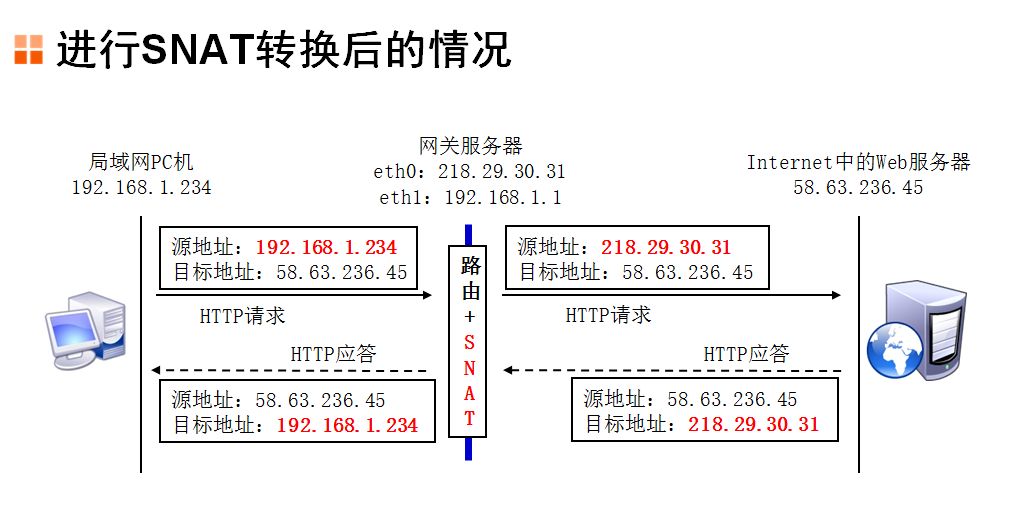 进行SNAT转换后的情况
网关服务器
局域网PC机
eth0：218.29.30.31
Internet中的Web服务器
192.168.1.234
eth1：192.168.1.1
58.63.236.45
源地址：192.168.1.234
目标地址：58.63.236.45
源地址：218.29.30.31
目标地址：58.63.236.45
路由+SNAT
HTTP请求
HTTP请求
HTTP应答
HTTP应答
源地址：58.63.236.45
目标地址：192.168.1.234
源地址：58.63.236.45
目标地址：218.29.30.31